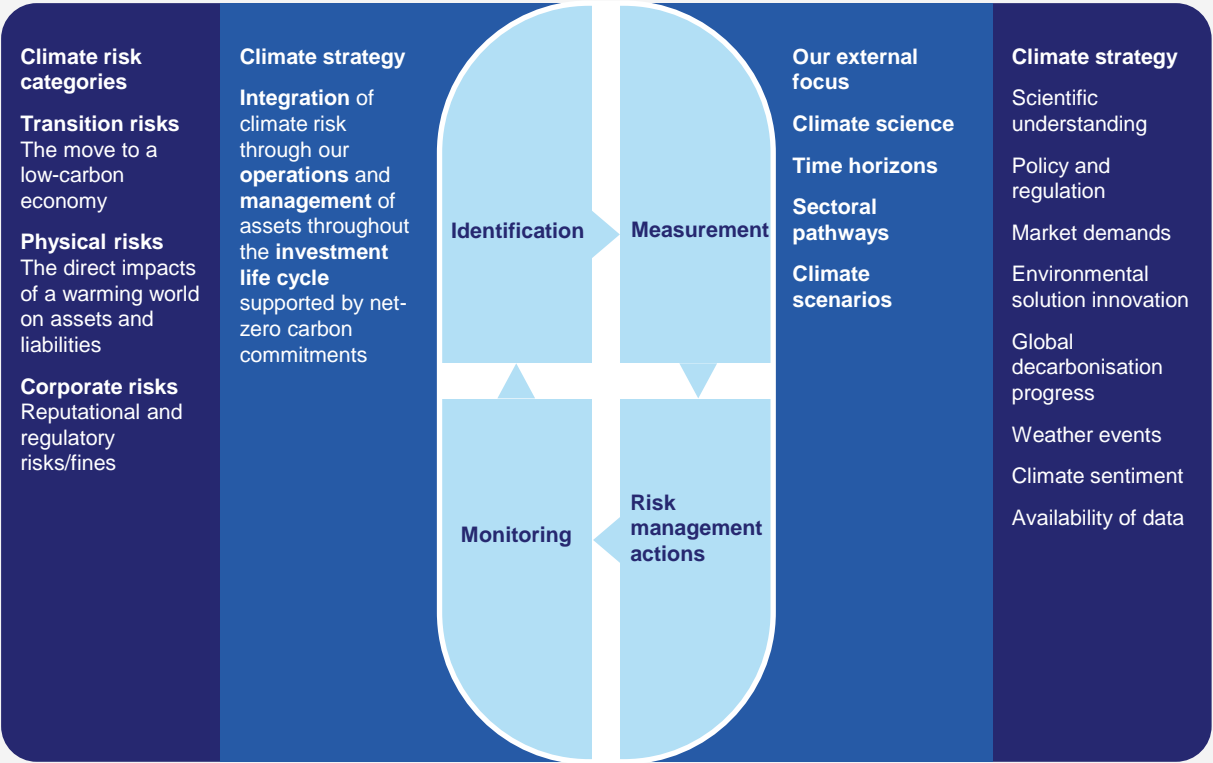 Climate risk
categories
Transition risks
The move to a
low-carbon
economy
Physical risks
The direct impacts
of a warming world
on assets and
liabilities
Corporate risks
Reputational and
regulatory
risks/fines
Climate strategy
Integration of
climate risk
through our
operations and
management of
assets throughout
the investment
life cycle
supported by net-
zero carbon
commitments
Identification
Measurement
Monitoring
Risk
management
actions
Our external
focus
Climate science
Time horizons
Sectoral
pathways
Climate
scenarios
Climate strategy
Scientific
understanding
Policy and
regulation
Market demands
Environmental
solution innovation
Global
decarbonisation
progress
Weather events
Climate sentiment
Availability of data